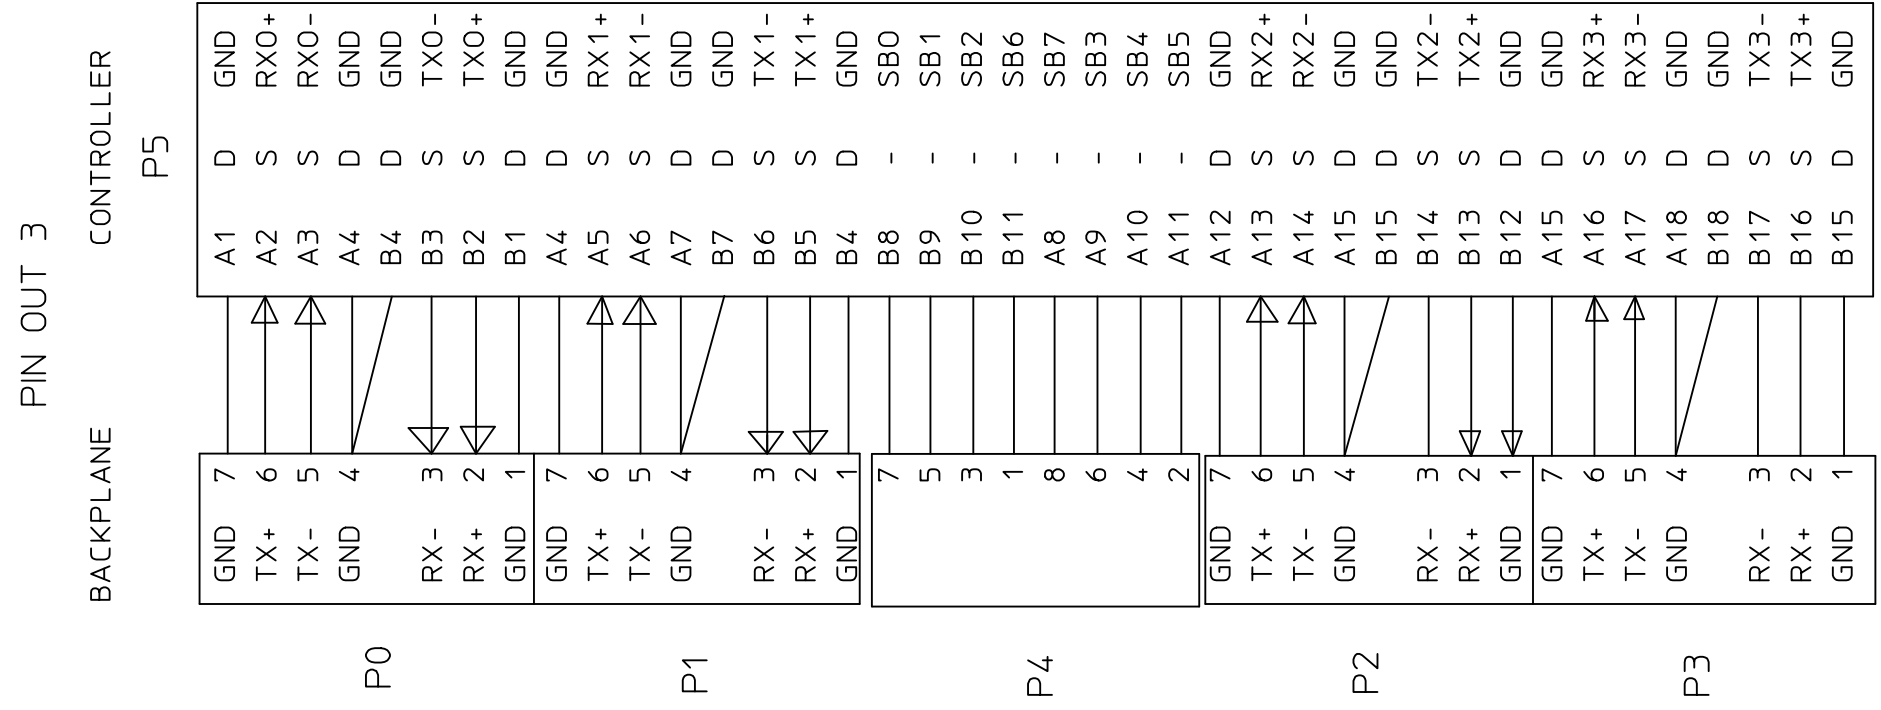 PIN OUT 3
BACKPLANE
CONTROLLER
P5
GND 7 A1 D GND
TX+ 6 A2 S RX0+
TX- 5 A3 S RX0-
GND 4 A4 D GND
B4 D GND
RX- 3 B3 S TX0-
RX+ 2 B2 S TX0+
GND 1 B1 D GND
P0
GND 7 A4 D GND
TX+ 6 A5 S RX1+
TX- 5 A6 S RX1-
GND 4 A7 D GND
B7 D GND
RX- 3 B6 S TX1-
RX+ 2 B5 S TX1+
GND 1 B4 D GND
P1
7 B8 - SB0
5 B9 - SB1
3 B10 - SB2
1 B11 - SB6
8 A8 - SB7
6 A9 - SB3
4 A10 - SB4
2 A11 - SB5
P4
GND 7 A12 D GND
TX+ 6 A13 S RX2+
TX- 5 A14 S RX2-
GND 4 A15 D GND
B15 D GND
RX- 3 B14 S TX2-
RX+ 2 B13 S TX2+
GND 1 B12 D GND
P2
GND 7 A15 D GND
TX+ 6 A16 S RX3+
TX- 5 A17 S RX3-
GND 4 A18 D GND
B18 D GND
RX- 3 B17 S TX3-
RX+ 2 B16 S TX3+
GND 1 B15 D GND
P3